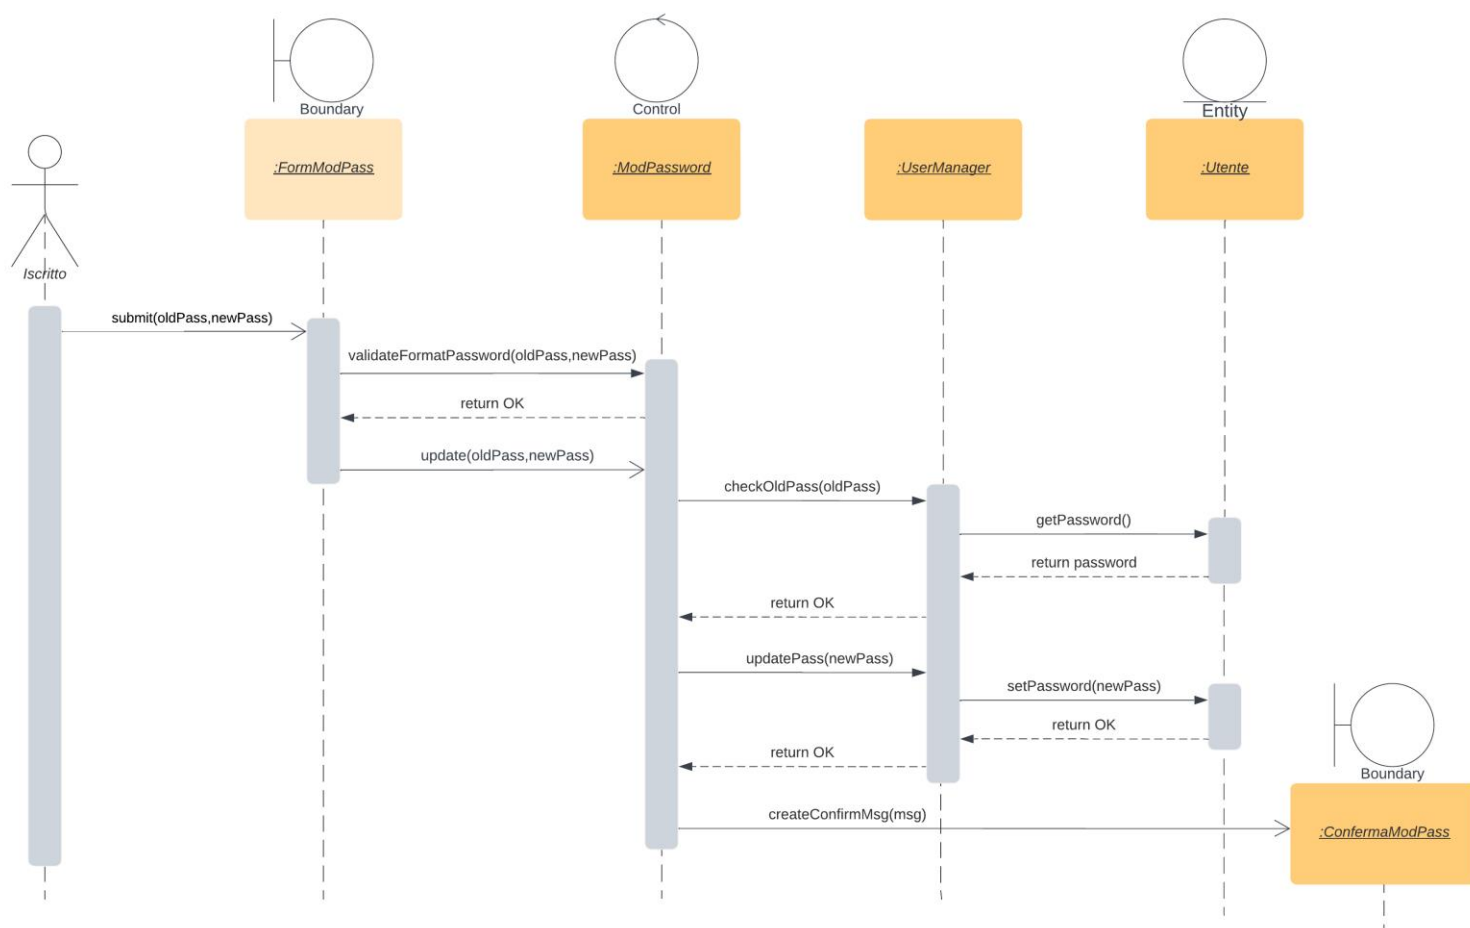 Boundary
Control
Entity
:FormModPass
:ModPassword
:UserManager
:Utente
Iscritto
submit(oldPass,newPass)
validateFormatPassword(oldPass,newPass)
return OK
update(oldPass,newPass)
checkOldPass(oldPass)
getPassword()
return password
return OK
updatePass(newPass)
setPassword(newPass)
return OK
return OK
Boundary
createConfirmMsg(msg)
:ConfermaModPass